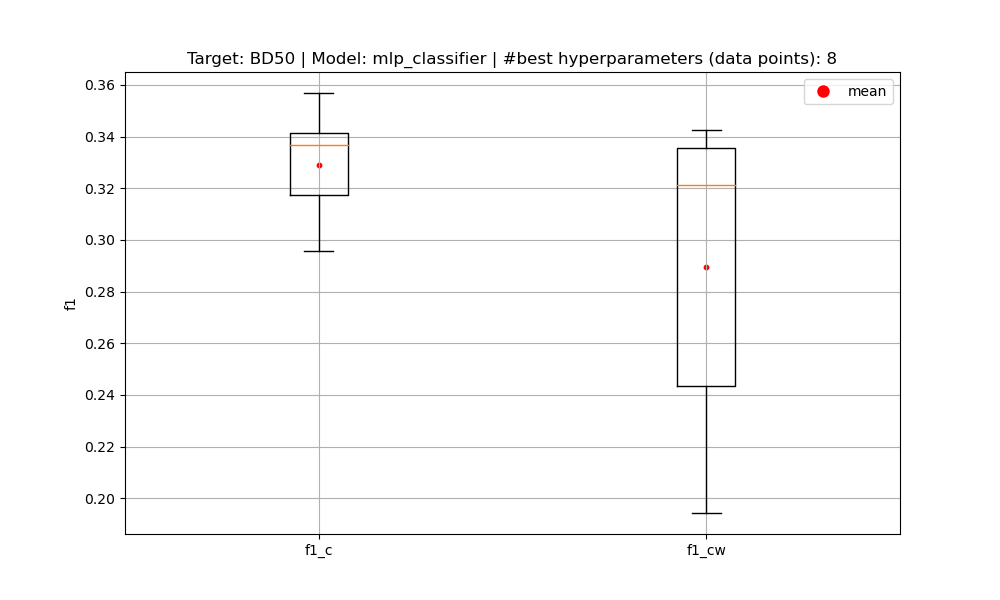 Target: BD50 | Model: mlp_classifier | #best hyperparameters (data points): 8
mean
0.36
0.34
0.32
0.30
0.28
0.26
0.24
0.22
0.20
f1
f1_c
f1_cw